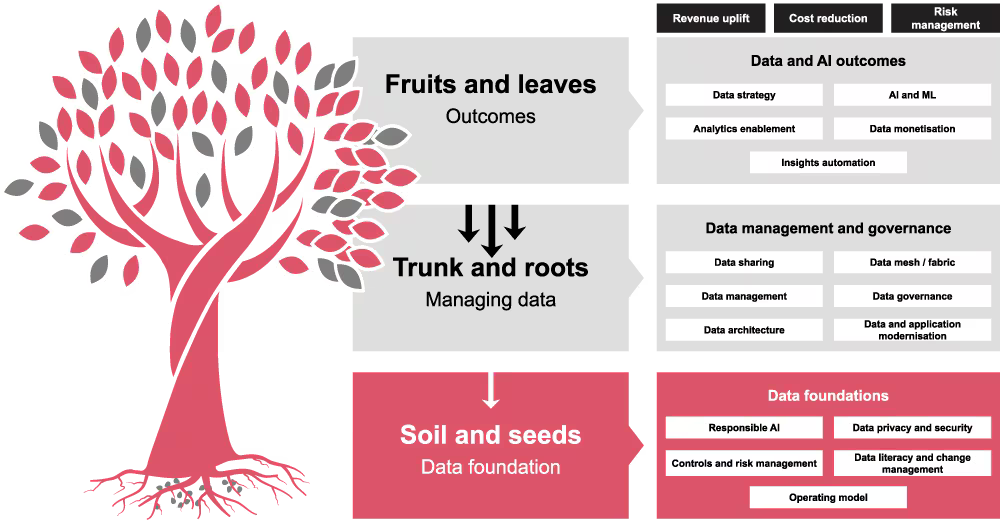 Revenue uplift
Cost reduction
Risk
management
Fruits and leaves
Outcomes
Data and AI outcomes
Data strategy
AI and ML
Analytics enablement
Data monetisation
Insights automation
Trunk and roots
Managing data
Data management and governance
Data sharing
Data mesh / fabric
Data management
Data governance
Data architecture
Data and application
modernisation
Soil and seeds
Data foundation
Data foundations
Responsible AI
Data privacy and security
Controls and risk management
Data literacy and change
management
Operating model